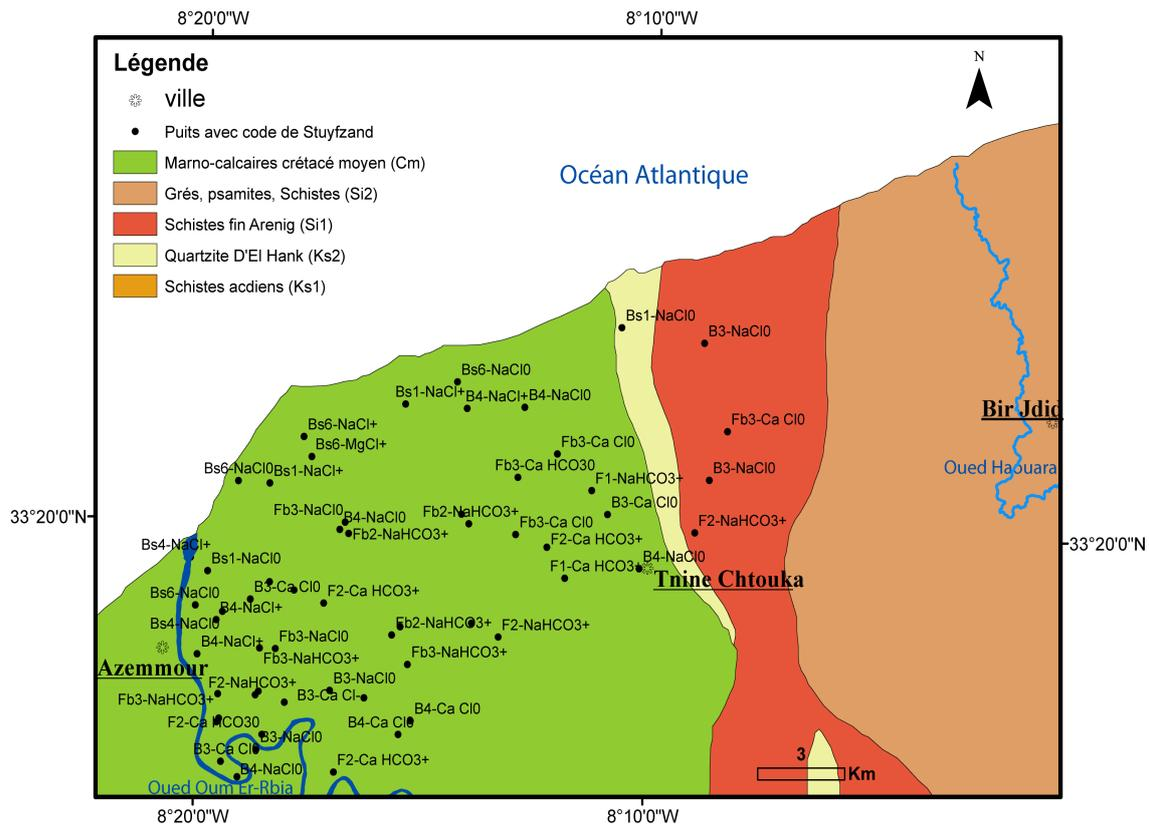 8°20'0"W
8°10'0"W
Légende
ville
Puits avec code de Stuyfzand
Marno-calcaires crétacé moyen (Cm)
Grés, psamites, Schistes (Si2)
Schistes fin Arenig (Si1)
Quartzite D'El Hank (Ks2)
Schistes acdiens (Ks1)
N
Océan Atlantique
Bs1-NaCl0
B3-NaCl0
Bs6-NaCl0
Bs1-NaCl+
B4-NaCl+
B4-NaCl0
Bir Jdid
Fb3-Ca Cl0
Bs6-NaCl+
Bs6-MgCl+
Fb3-Ca Cl0
Bs6-NaCl0
Bs1-NaCl+
Fb3-Ca HCO30
F1-NaHCO3+
B3-NaCl0
Oued Haouara
B3-Ca Cl0
33°20'0"N
Fb3-NaCl0
B4-NaCl0
Fb2-NaHCO3+
Fb2-NaHCO3+
Fb3-Ca Cl0
F2-NaHCO3+
F2-Ca HCO3+
33°20'0"N
Bs4-NaCl+
Bs1-NaCl0
F1-Ca HCO3+
B4-NaCl0
Tnine Chtouka
Bs6-NaCl0
B3-Ca Cl0
F2-Ca HCO3+
B4-NaCl+
Bs4-NaCl0
Fb2-NaHCO3+
F2-NaHCO3+
B4-NaCl+
Fb3-NaCl0
Fb3-NaHCO3+
Fb3-NaHCO3+
Azemmour
F2-NaHCO3+
B3-NaCl0
Fb3-NaHCO3+
B3-Ca Cl-
F2-Ca HCO30
B4-Ca Cl0
B4-Ca Cl0
B3-NaCl0
B3-Ca Cl0
B4-NaCl0
F2-Ca HCO3+
Oued Oum Er-Rbia
3
Km
8°20'0"W
8°10'0"W